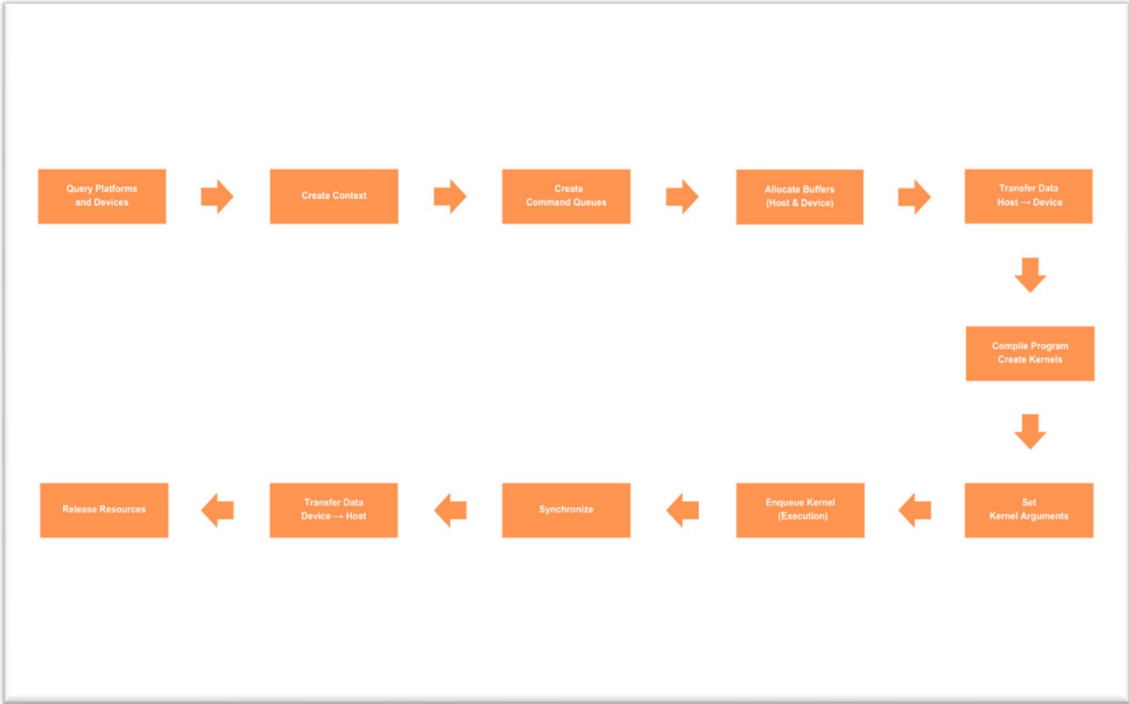 Query Platforms
and Devices
Create Context
Create
Command Queues
Allocate Buffers
(Host & Device)
Transfer Data
Host → Device
Compile Program
Create Kernels
Set
Kernel Arguments
Enqueue Kernel
(Execution)
Synchronize
Transfer Data
Device→ Host
Release Resources